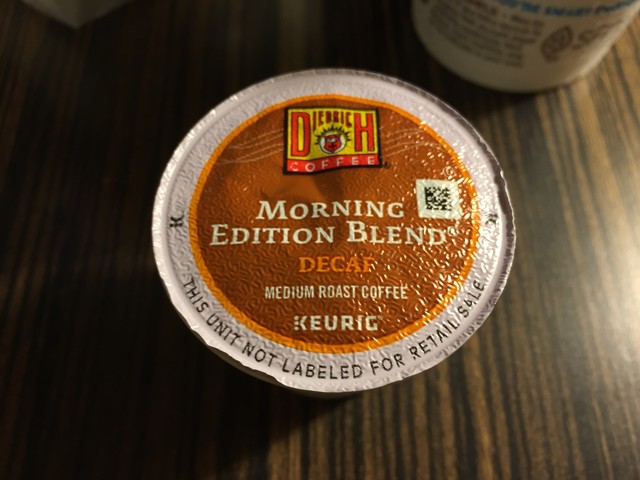 DIEDRICH
COFFEE
MORNING
EDITION BLEND
DECAF
MEDIUM ROAST COFFEE
KEURIG
THIS UNIT NOT LABELED FOR RETAIL SALE